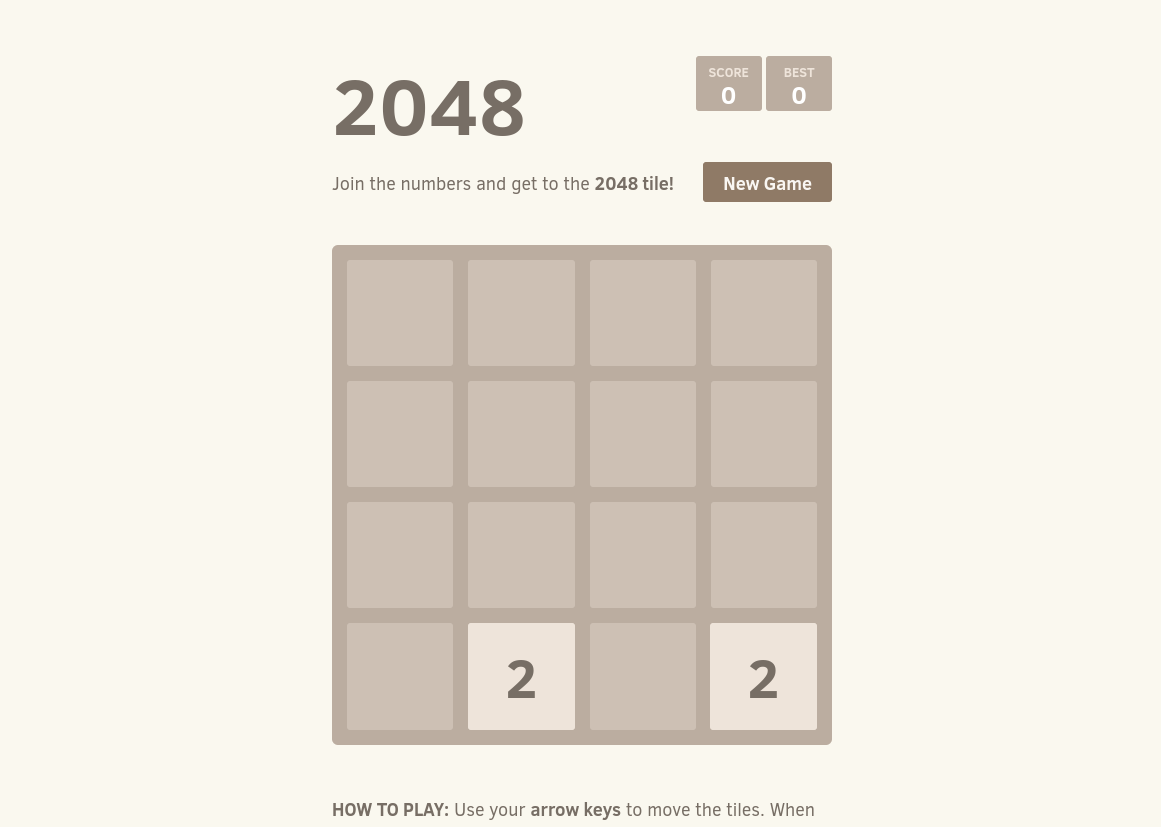 2048
SCORE
0
BEST
0
Join the numbers and get to the 2048 tile!
New Game
2
2
HOW TO PLAY: Use your arrow keys to move the tiles. When